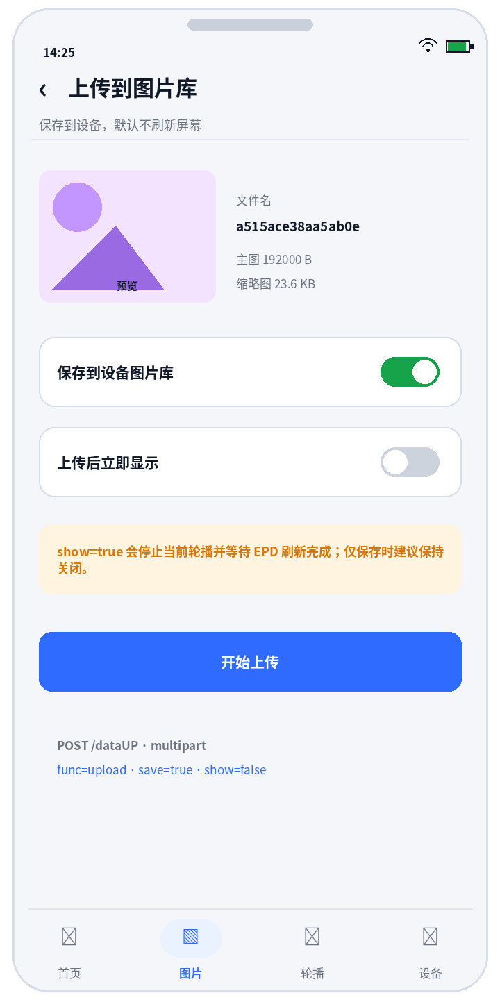 14:25
‹ 上传到图片库
保存到设备，默认不刷新屏幕
预览
文件名
a515ace38aa5ab0e
主图 192000 B
缩略图 23.6 KB
保存到设备图片库
上传后立即显示
show=true 会停止当前轮播并等待 EPD 刷新完成；仅保存时建议保持
关闭。
开始上传
POST /dataUP · multipart
func=upload · save=true · show=false
首页
图片
轮播
设备